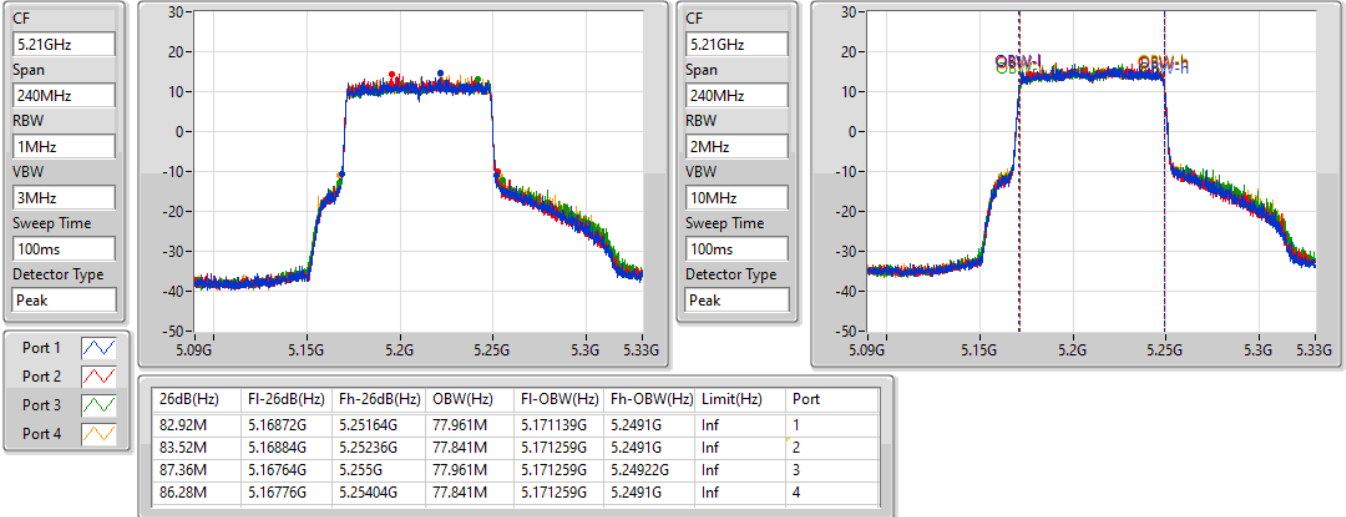 CF
5.21GHz
Span
240MHz
RBW
1MHz
VBW
3MHz
Sweep Time
100ms
Detector Type
Peak
30
20
10
0
-10
-20
-30
-40
-50
5.09G 5.15G 5.2G 5.25G 5.3G 5.33G
CF
5.21GHz
Span
240MHz
RBW
2MHz
VBW
10MHz
Sweep Time
100ms
Detector Type
Peak
30
20
10
0
-10
-20
-30
-40
-50
OBW-l OBW-h
5.09G 5.15G 5.2G 5.25G 5.3G 5.33G
Port 1
Port 2
Port 3
Port 4
26dB(Hz) Fl-26dB(Hz) Fh-26dB(Hz) OBW(Hz) Fl-OBW(Hz) Fh-OBW(Hz) Limit(Hz) Port
82.92M 5.16872G 5.25164G 77.961M 5.171139G 5.2491G Inf 1
83.52M 5.16884G 5.25236G 77.841M 5.171259G 5.2491G Inf 2
87.36M 5.16764G 5.255G 77.961M 5.171259G 5.24922G Inf 3
86.28M 5.16776G 5.25404G 77.841M 5.171259G 5.2491G Inf 4